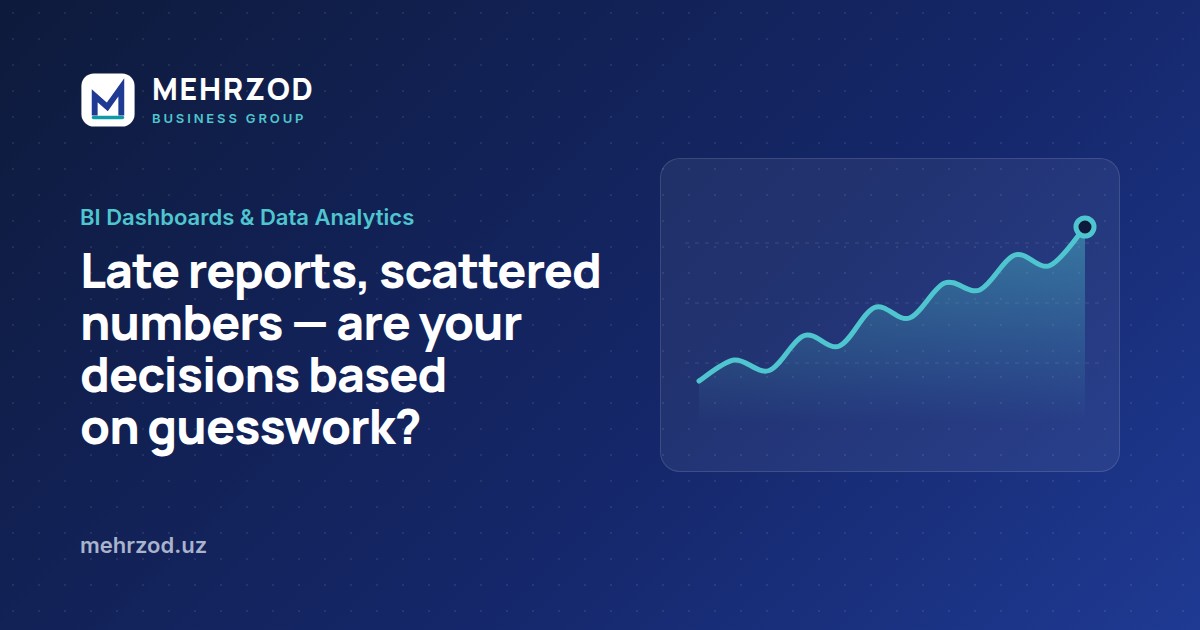 MEHRZOD
BUSINESS GROUP
BI Dashboards & Data Analytics
Late reports, scattered
numbers — are your
decisions based
on guesswork?
mehrzod.uz